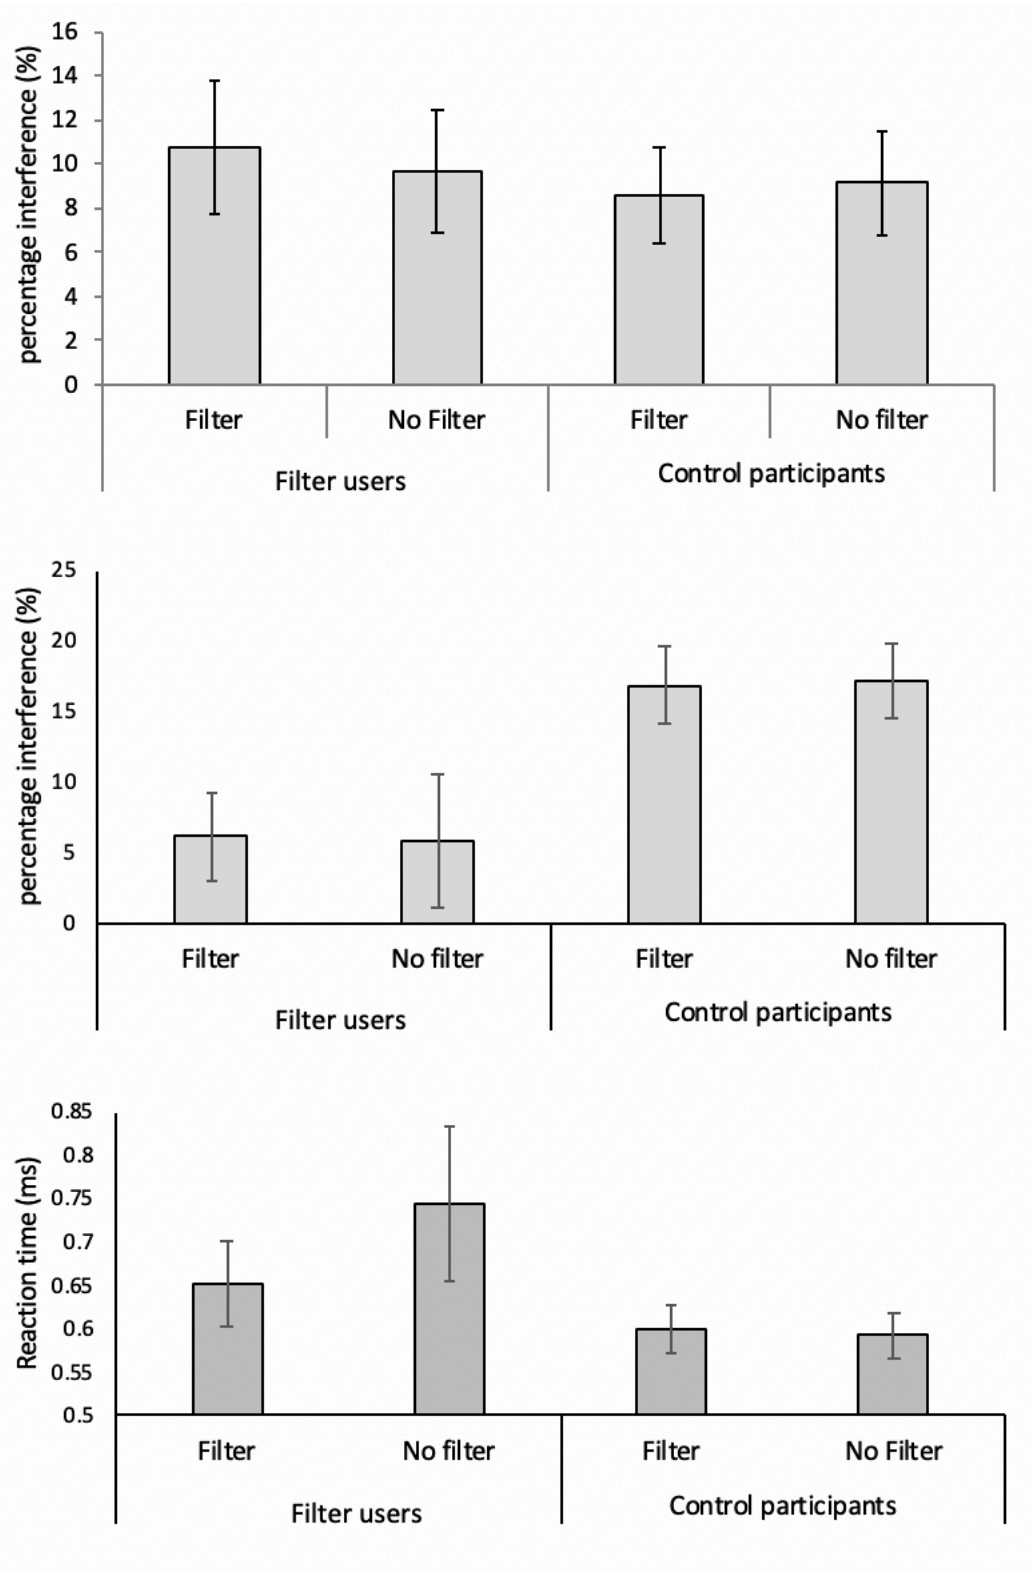 percentage interference (%)
16
14
12
10
8
6
4
2
0
Filter No Filter Filter No filter
Filter users Control participants
percentage interference (%)
25
20
15
10
5
0
Filter No filter Filter No filter
Filter users Control participants
Reaction time (ms)
0.85
0.8
0.75
0.7
0.65
0.6
0.55
0.5
Filter No filter Filter No Filter
Filter users Control participants